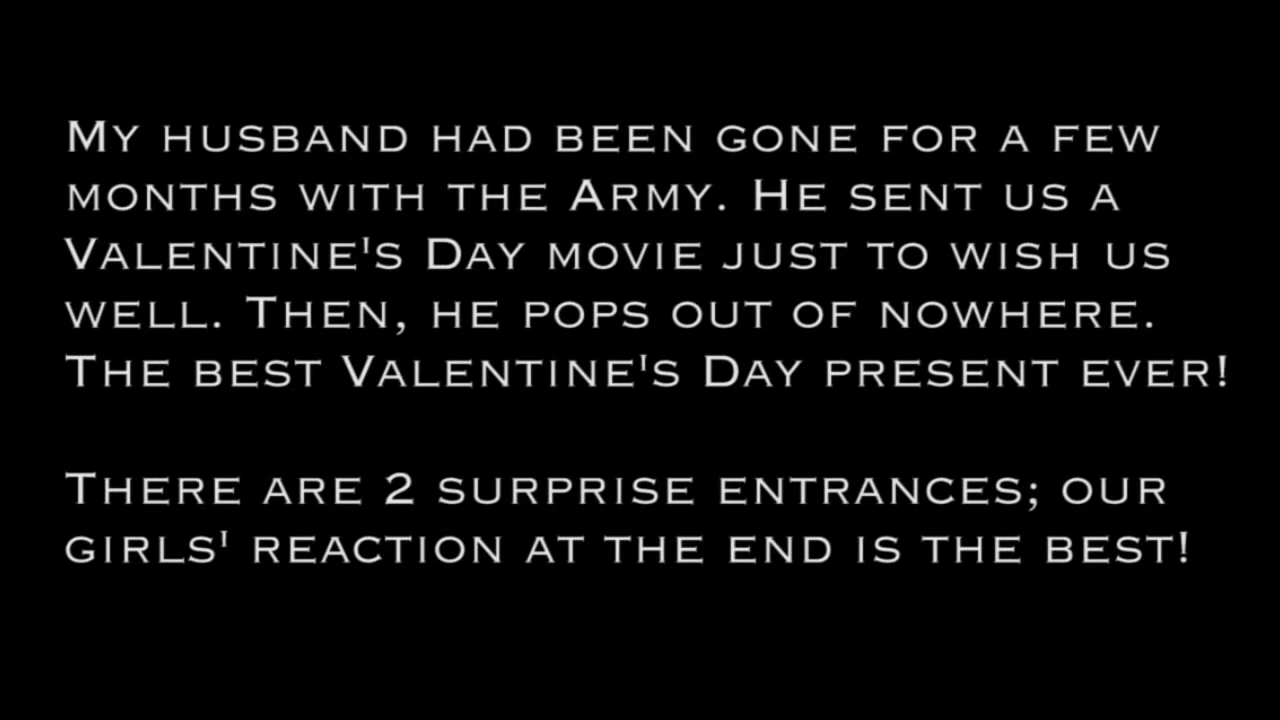 My husband had been gone for a few
months with the Army. He sent us a
Valentine's Day movie just to wish us
well. Then, he pops out of nowhere.
The best Valentine's Day present ever!
There are 2 surprise entrances; our
girls' reaction at the end is the best!